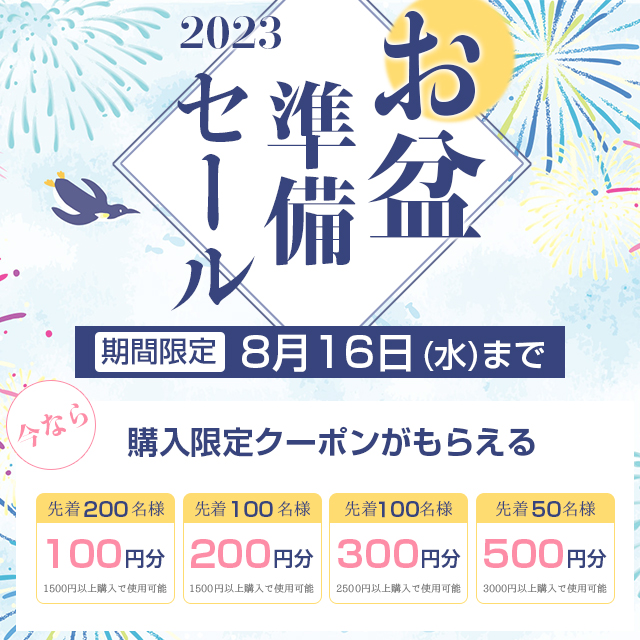 2023
お盆
準備
セール
期間限定 8月16日(水)まで
今なら
購入限定クーポンがもらえる
先着200名様
100円分
1500円以上購入で使用可能
先着100名様
200円分
1500円以上購入で使用可能
先着100名様
300円分
2500円以上購入で使用可能
先着50名様
500円分
3000円以上購入で使用可能